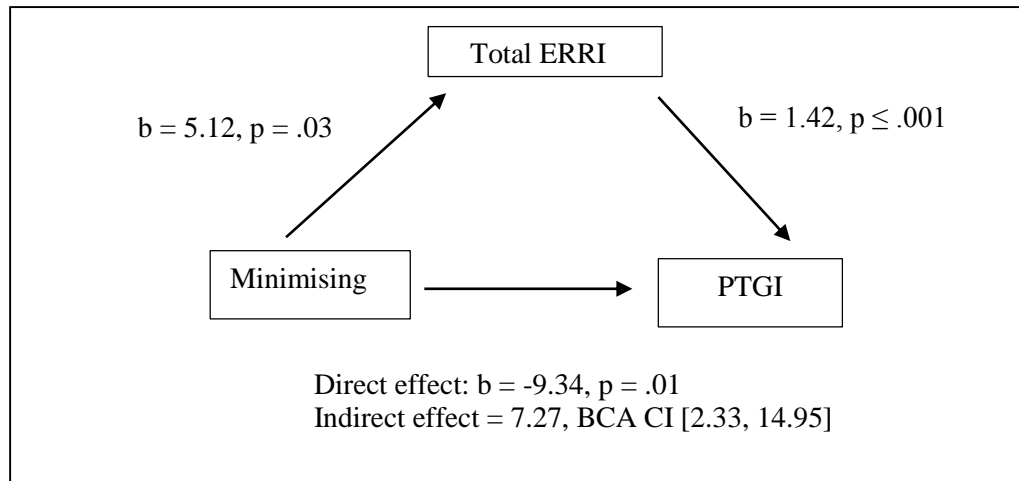 Total ERRI
b = 5.12, p = .03
b = 1.42, p ≤ .001
Minimising
PTGI
Direct effect: b = -9.34, p = .01
Indirect effect = 7.27, BCA CI [2.33, 14.95]